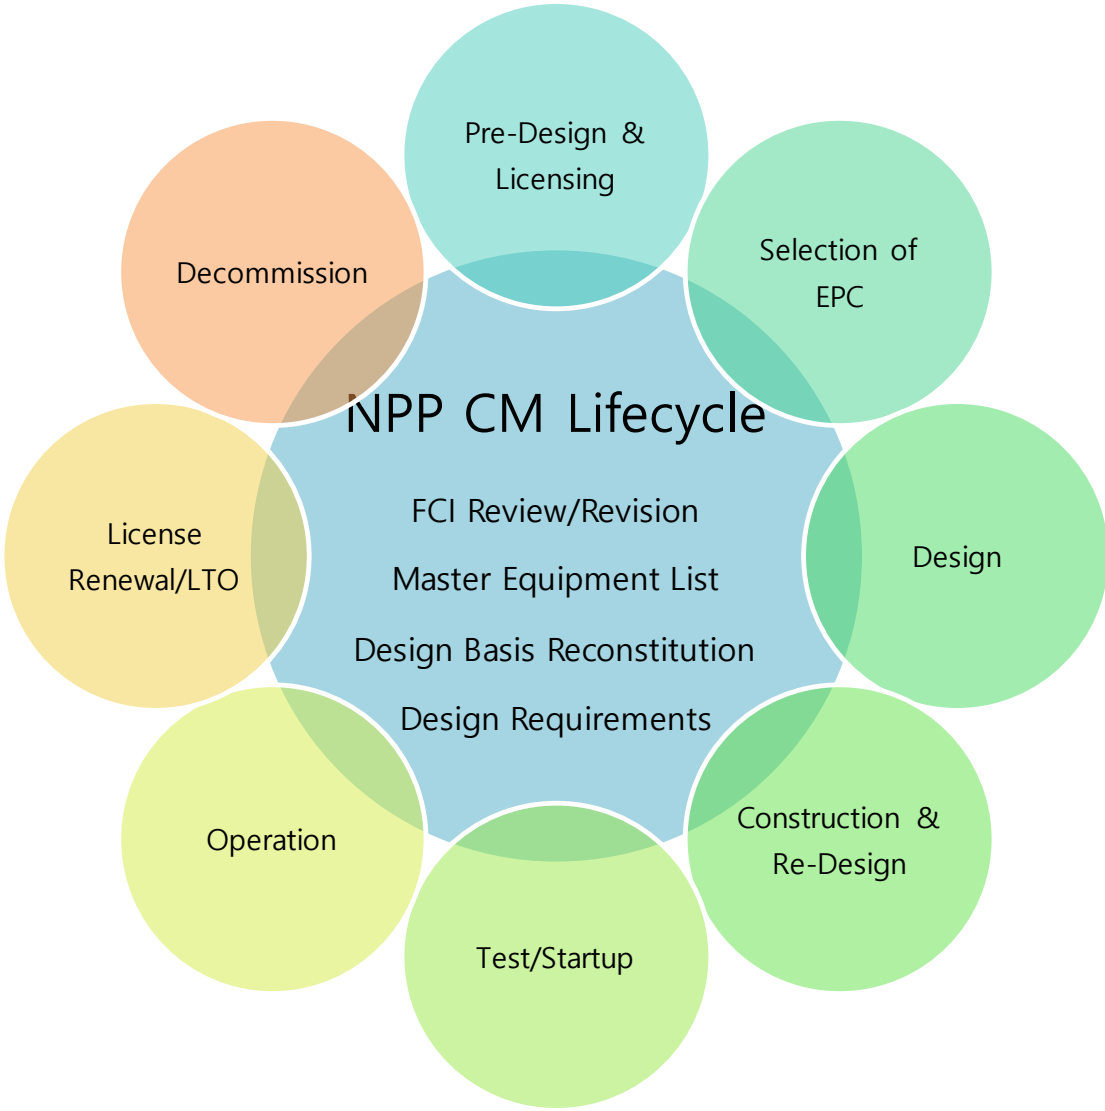 Pre-Design &
Licensing
Selection of
EPC
Decommission
NPP CM Lifecycle
FCI Review/Revision
Master Equipment List
Design Basis Reconstitution
Design Requirements
License
Renewal/LTO
Design
Operation
Construction &
Re-Design
Test/Startup